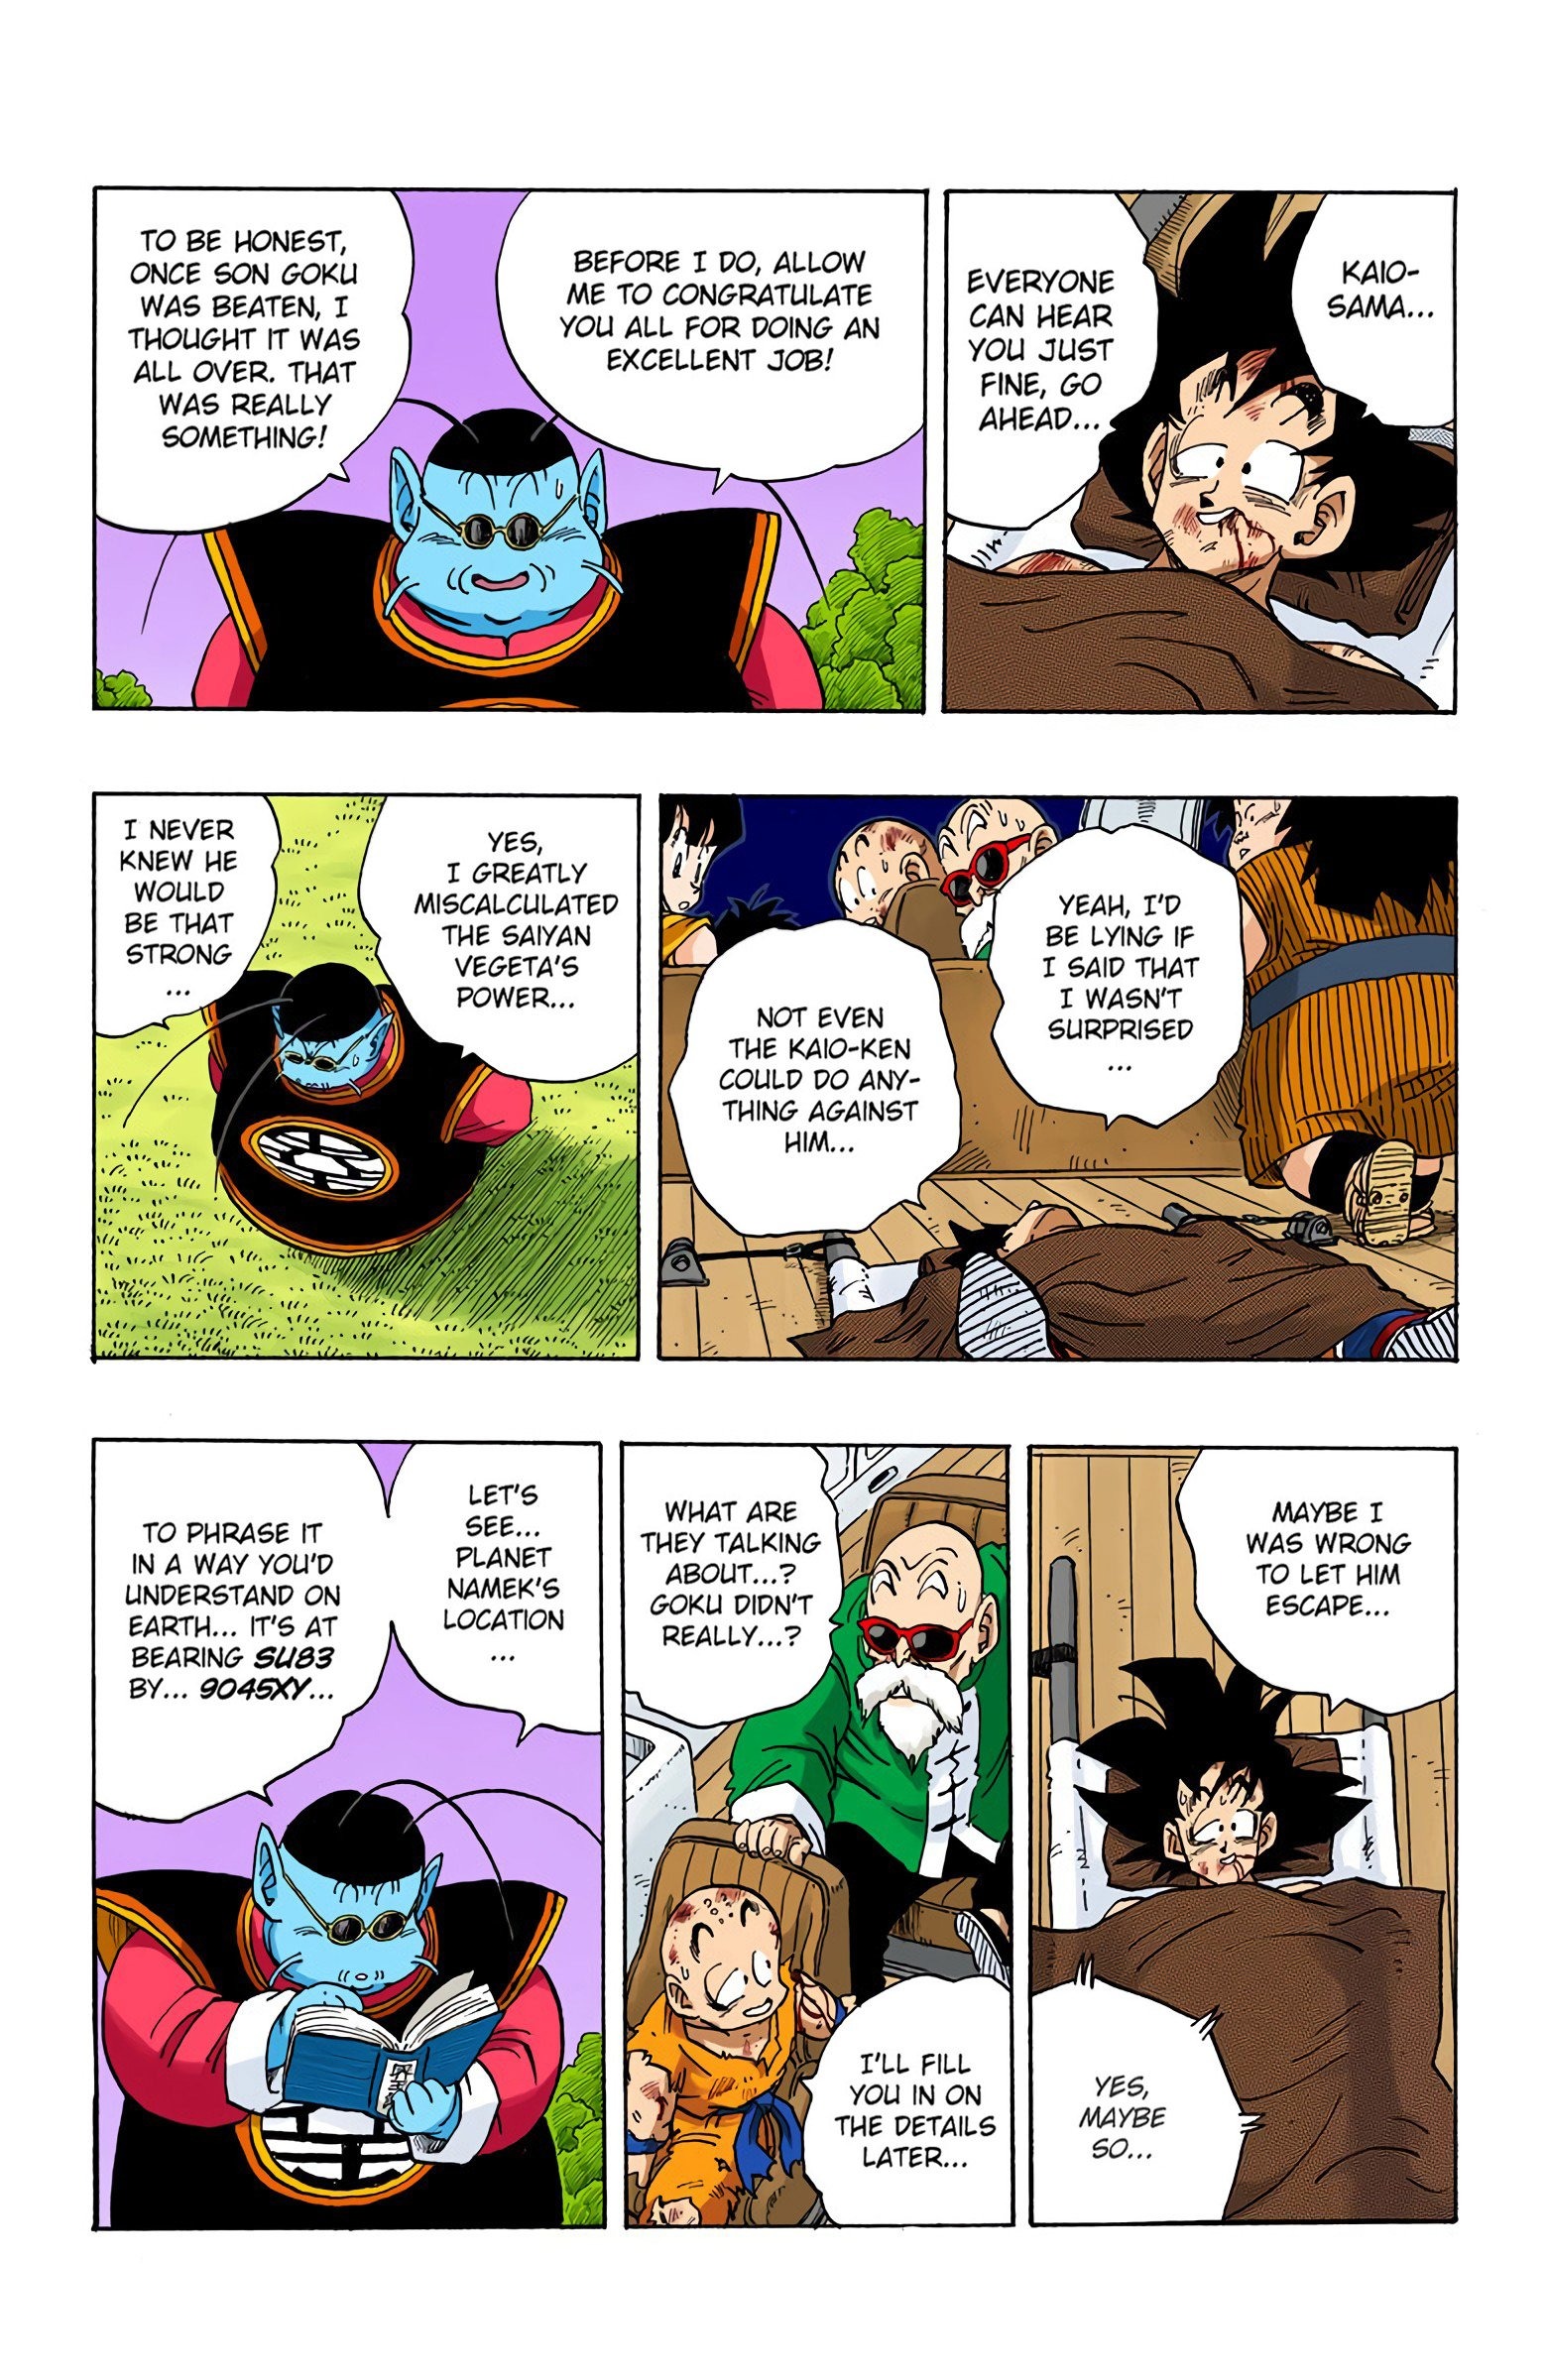 KAIO-
SAMA...
EVERYONE
CAN HEAR
YOU JUST
FINE, GO
AHEAD...
BEFORE I DO, ALLOW
ME TO CONGRATULATE
YOU ALL FOR DOING AN
EXCELLENT JOB!
TO BE HONEST,
ONCE SON GOKU
WAS BEATEN, I
THOUGHT IT WAS
ALL OVER. THAT
WAS REALLY
SOMETHING!
YEAH, I'D
BE LYING IF
I SAID THAT
I WASN'T
SURPRISED
...
NOT EVEN
THE KAIO-KEN
COULD DO ANY-
THING AGAINST
HIM...
YES,
I GREATLY
MISCALCULATED
THE SAIYAN
VEGETA'S
POWER...
I NEVER
KNEW HE
WOULD
BE THAT
STRONG
...
MAYBE I
WAS WRONG
TO LET HIM
ESCAPE...
YES,
MAYBE
SO...
WHAT ARE
THEY TALKING
ABOUT...?
GOKU DIDN'T
REALLY...?
I'LL FILL
YOU IN ON
THE DETAILS
LATER...
LET'S
SEE...
PLANET
NAMEK'S
LOCATION
...
TO PHRASE IT
IN A WAY YOU'D
UNDERSTAND ON
EARTH... IT'S AT
BEARING SU83
BY... 9045XY...